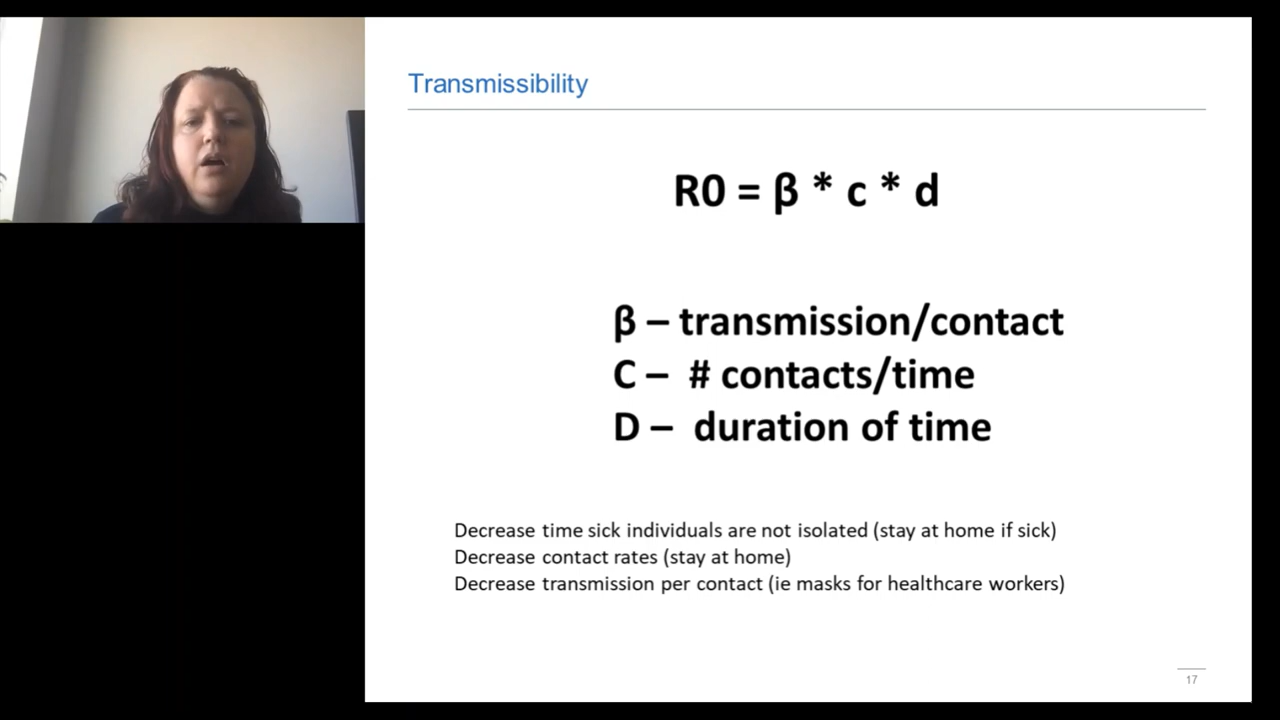 Transmissibility
R0 = β * c * d
β – transmission/contact
C – # contacts/time
D – duration of time
Decrease time sick individuals are not isolated (stay at home if sick)
Decrease contact rates (stay at home)
Decrease transmission per contact (ie masks for healthcare workers)
17